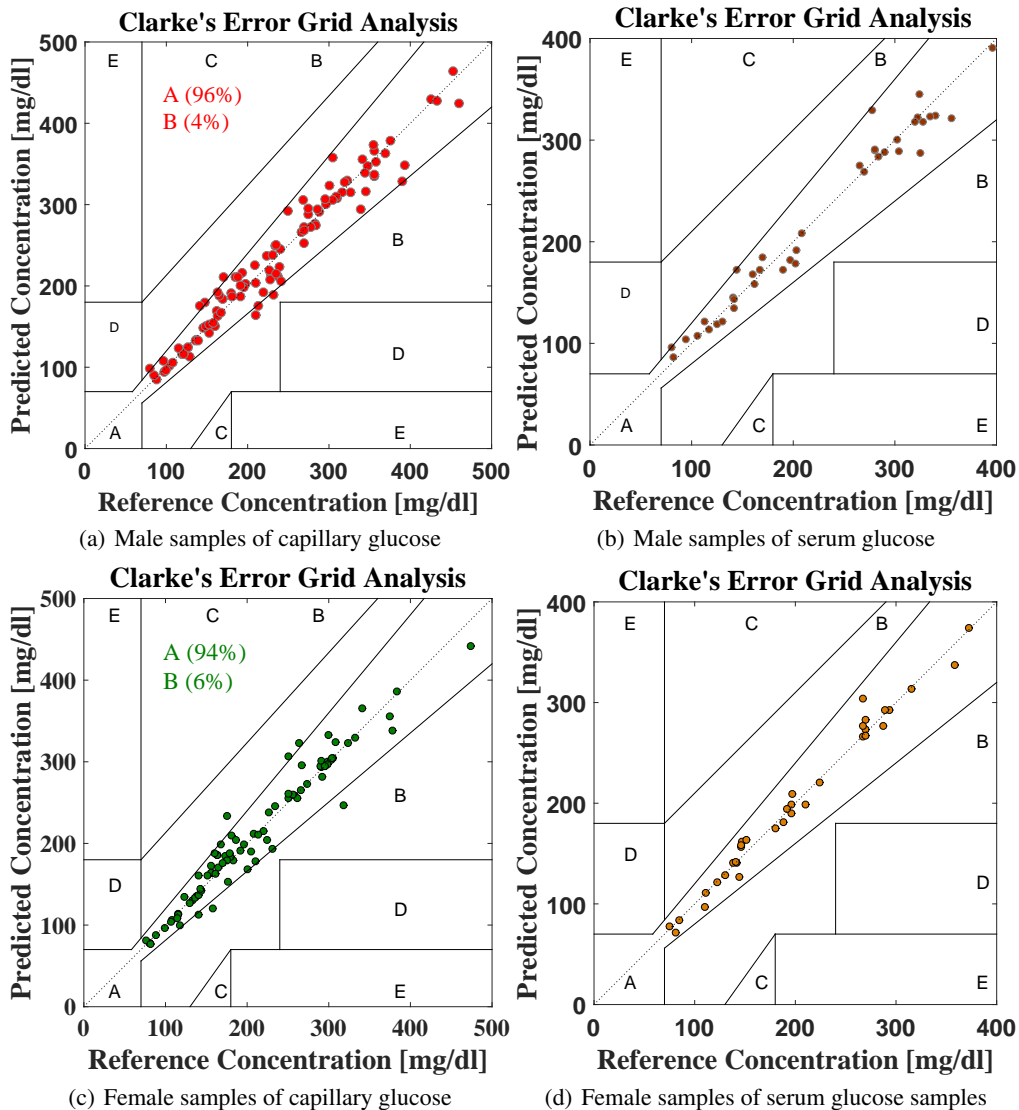 Clarke's Error Grid Analysis
Predicted Concentration [mg/dl]
500
400
300
200
100
0
E
C
B
A (96%)
B (4%)
B
D
D
A
C
E
0 100 200 300 400 500
Reference Concentration [mg/dl]
(a) Male samples of capillary glucose
Clarke's Error Grid Analysis
Predicted Concentration [mg/dl]
400
300
200
100
0
E
C
B
B
D
D
A
C
E
0 100 200 300 400
Reference Concentration [mg/dl]
(b) Male samples of serum glucose
Clarke's Error Grid Analysis
Predicted Concentration [mg/dl]
500
400
300
200
100
0
E
C
B
A (94%)
B (6%)
B
D
D
A
C
E
0 100 200 300 400 500
Reference Concentration [mg/dl]
(c) Female samples of capillary glucose
Clarke's Error Grid Analysis
Predicted Concentration [mg/dl]
400
300
200
100
0
E
C
B
B
D
D
A
C
E
0 100 200 300 400
Reference Concentration [mg/dl]
(d) Female samples of serum glucose samples